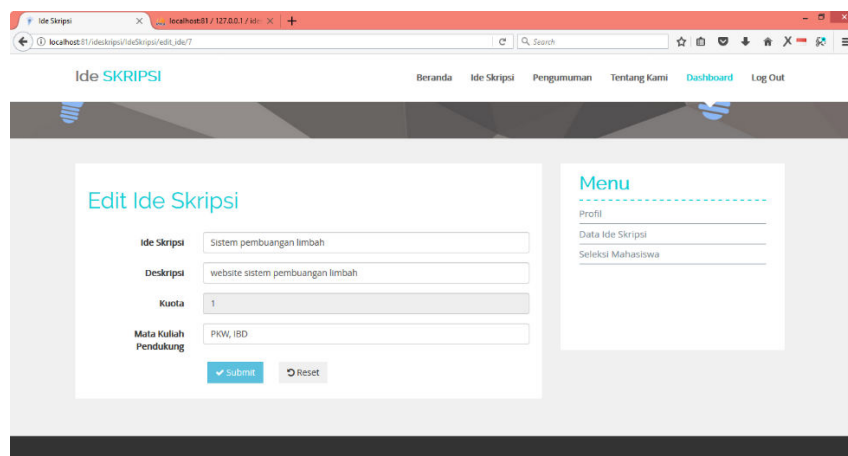 Ide Skripsi
localhost:81 / 127.0.0.1 / ide
localhost:81/ideskripsi/IdeSkripsi/edit_ide/7
Search
Ide SKRIPSI
Beranda Ide Skripsi Pengumuman Tentang Kami Dashboard Log Out
Edit Ide Skripsi
Ide Skripsi Sistem pembuangan limbah
Deskripsi website sistem pembuangan limbah
Kuota 1
Mata Kuliah Pendukung PKW, IBD
Submit Reset
Menu
Profil
Data Ide Skripsi
Seleksi Mahasiswa